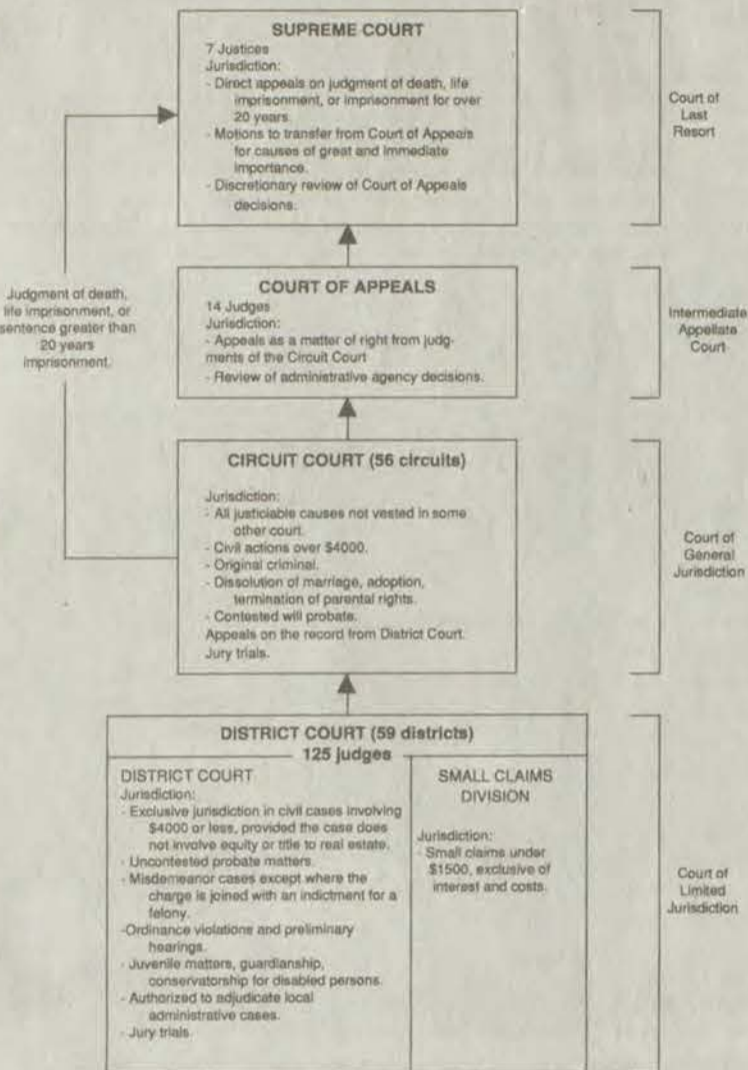 SUPREME COURT
7 Justices
Jurisdiction:
- Direct appeals on judgment of death, life
imprisonment, or imprisonment for over
20 years.
- Motions to transfer from Court of Appeals
for causes of great and immediate
importance.
- Discretionary review of Court of Appeals
decisions.
Court of
Last
Resort
Judgment of death,
life imprisonment, or
sentence greater than
20 years
imprisonment.
COURT OF APPEALS
14 Judges
Jurisdiction:
- Appeals as a matter of right from judg-
ments of the Circuit Court
- Review of administrative agency decisions.
Intermediate
Appellate
Court
CIRCUIT COURT (56 circuits)
Jurisdiction:
- All justiciable causes not vested in some
other court.
- Civil actions over $4000.
- Original criminal.
- Dissolution of marriage, adoption,
termination of parental rights.
- Contested will probate.
Appeals on the record from District Court.
Jury trials.
Court of
General
Jurisdiction
DISTRICT COURT (59 districts)
125 judges
DISTRICT COURT
Jurisdiction:
- Exclusive jurisdiction in civil cases involving
$4000 or less, provided the case does
not involve equity or title to real estate.
- Uncontested probate matters.
- Misdemeanor cases except where the
charge is joined with an indictment for a
felony.
-Ordinance violations and preliminary
hearings.
- Juvenile matters, guardianship,
conservatorship for disabled persons.
- Authorized to adjudicate local
administrative cases.
- Jury trials
SMALL CLAIMS
DIVISION
Jurisdiction:
- Small claims under
$1500, exclusive of
interest and costs.
Court of
Limited
Jurisdiction